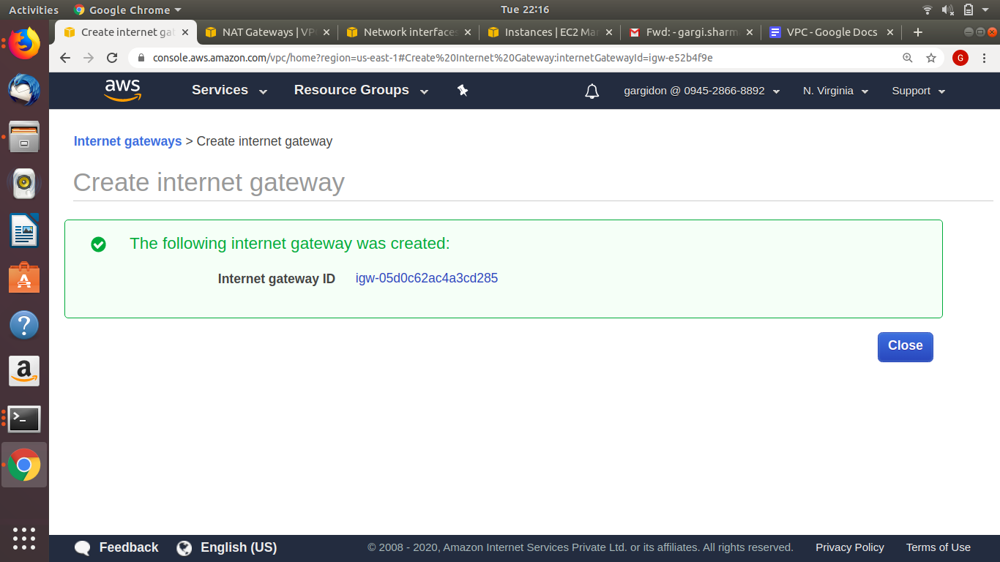 Activities
Google Chrome
Tue 22:16
Create internet ga
NAT Gateways | VP
Network interfaces
Instances | EC2 Ma
Fwd: - gargi.sharm
VPC - Google Docs
console.aws.amazon.com/vpc/home?region=us-east-1#Create%20Internet%20Gateway:internetGatewayId=igw-e52b4f9e
G
aws
Services
Resource Groups
gargidon @ 0945-2866-8892
N. Virginia
Support
Internet gateways > Create internet gateway
Create internet gateway
The following internet gateway was created:
Internet gateway ID igw-05d0c62ac4a3cd285
Close
Feedback
English (US)
© 2008 - 2020, Amazon Internet Services Private Ltd. or its affiliates. All rights reserved.
Privacy Policy
Terms of Use